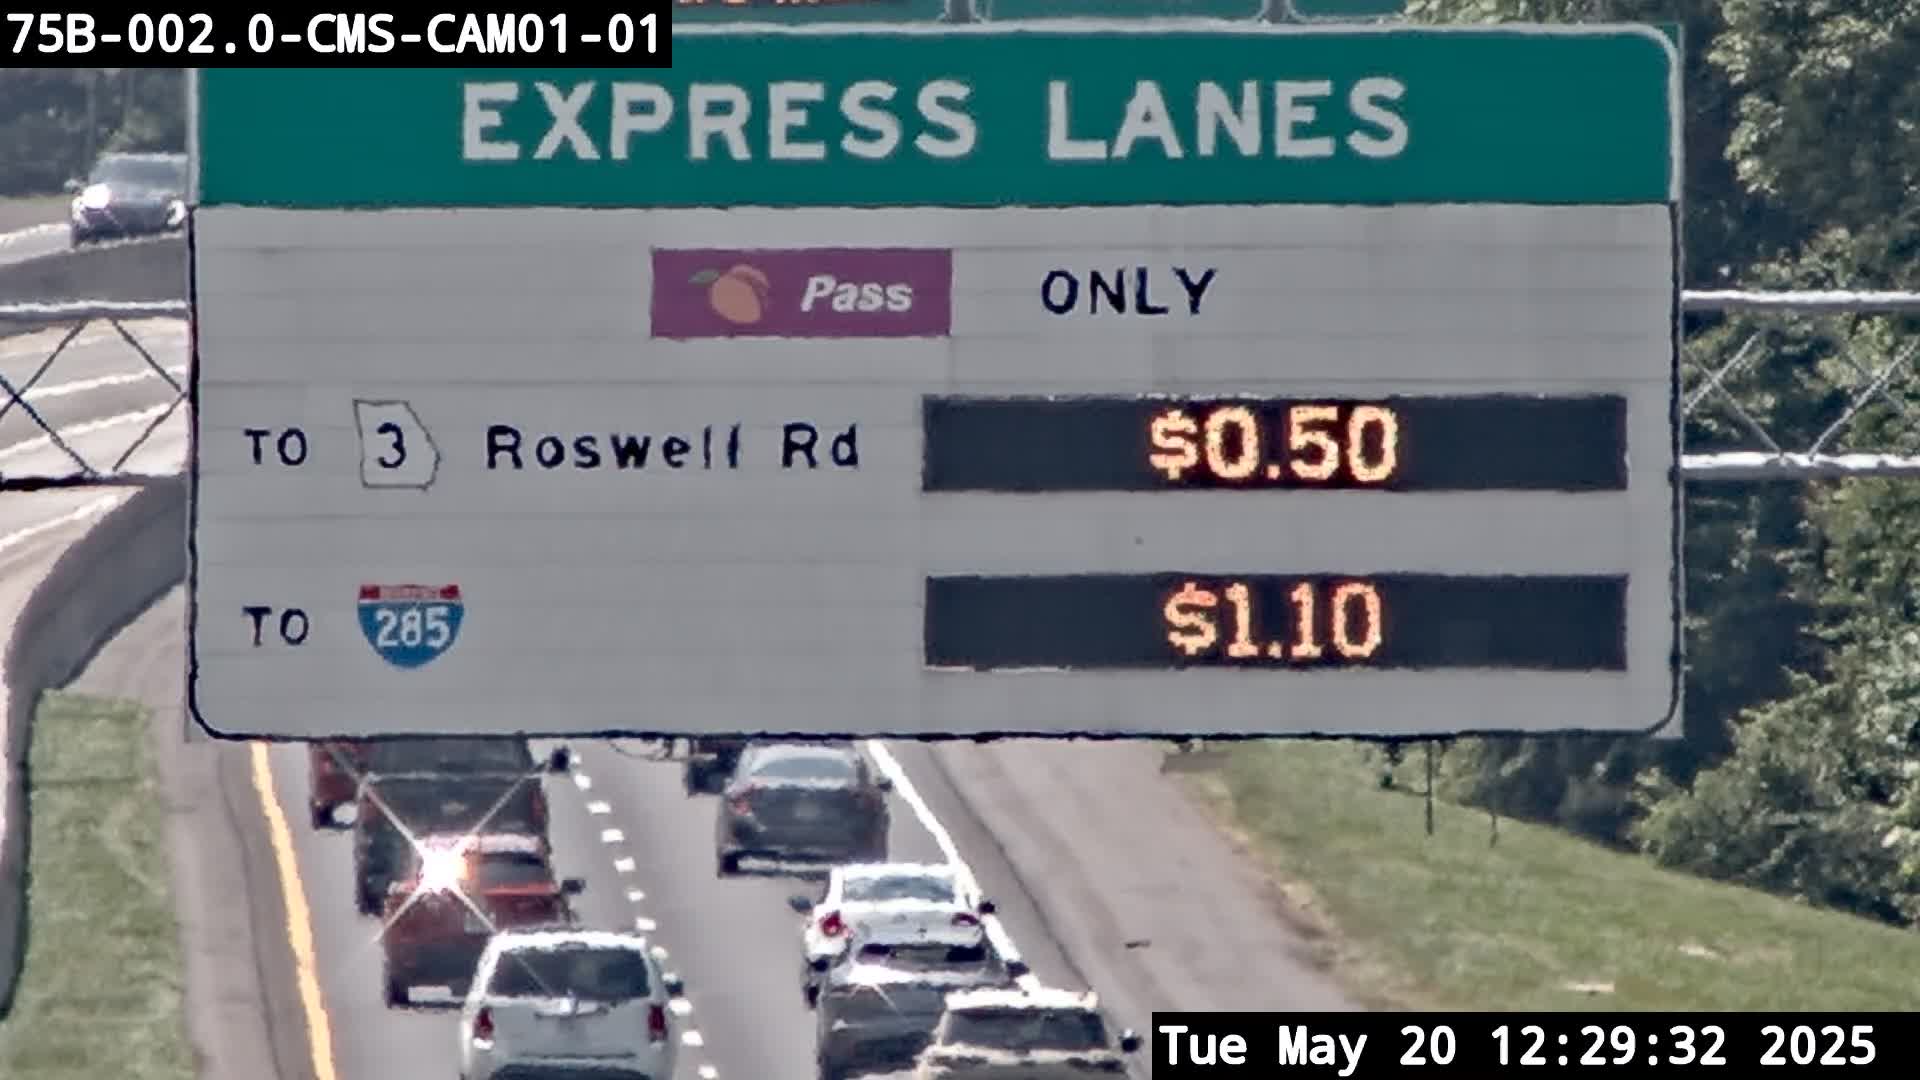 75B-002.0-CMS-CAM01-01
EXPRESS LANES
Pass ONLY
TO 3 Roswell Rd $0.50
TO 285 $1.10
Tue May 20 12:29:32 2025